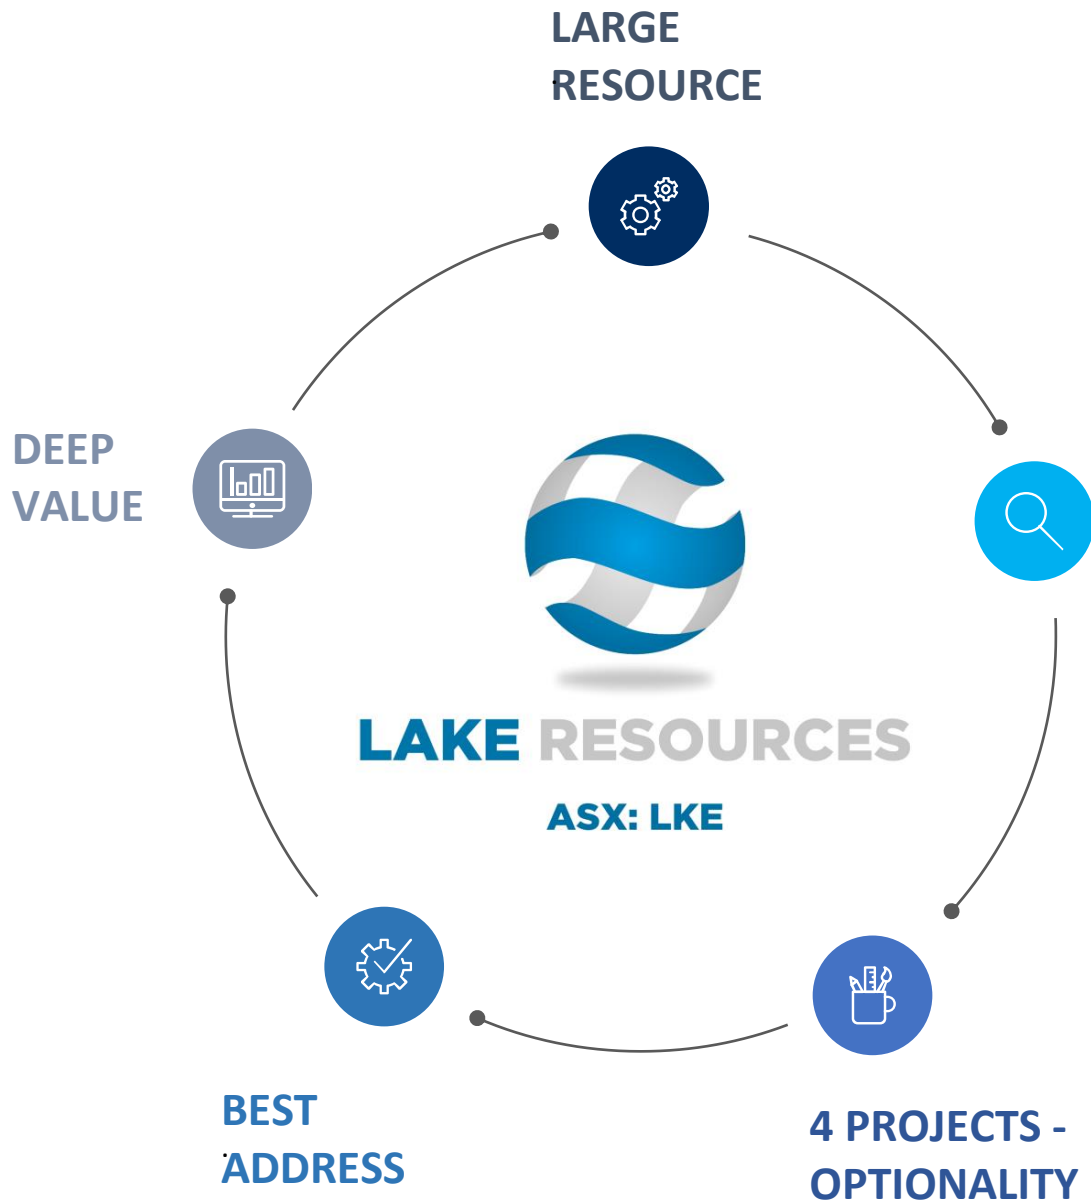 LARGE
RESOURCE
DEEP
VALUE
LAKE RESOURCES
ASX: LKE
BEST
ADDRESS
4 PROJECTS -
OPTIONALITY